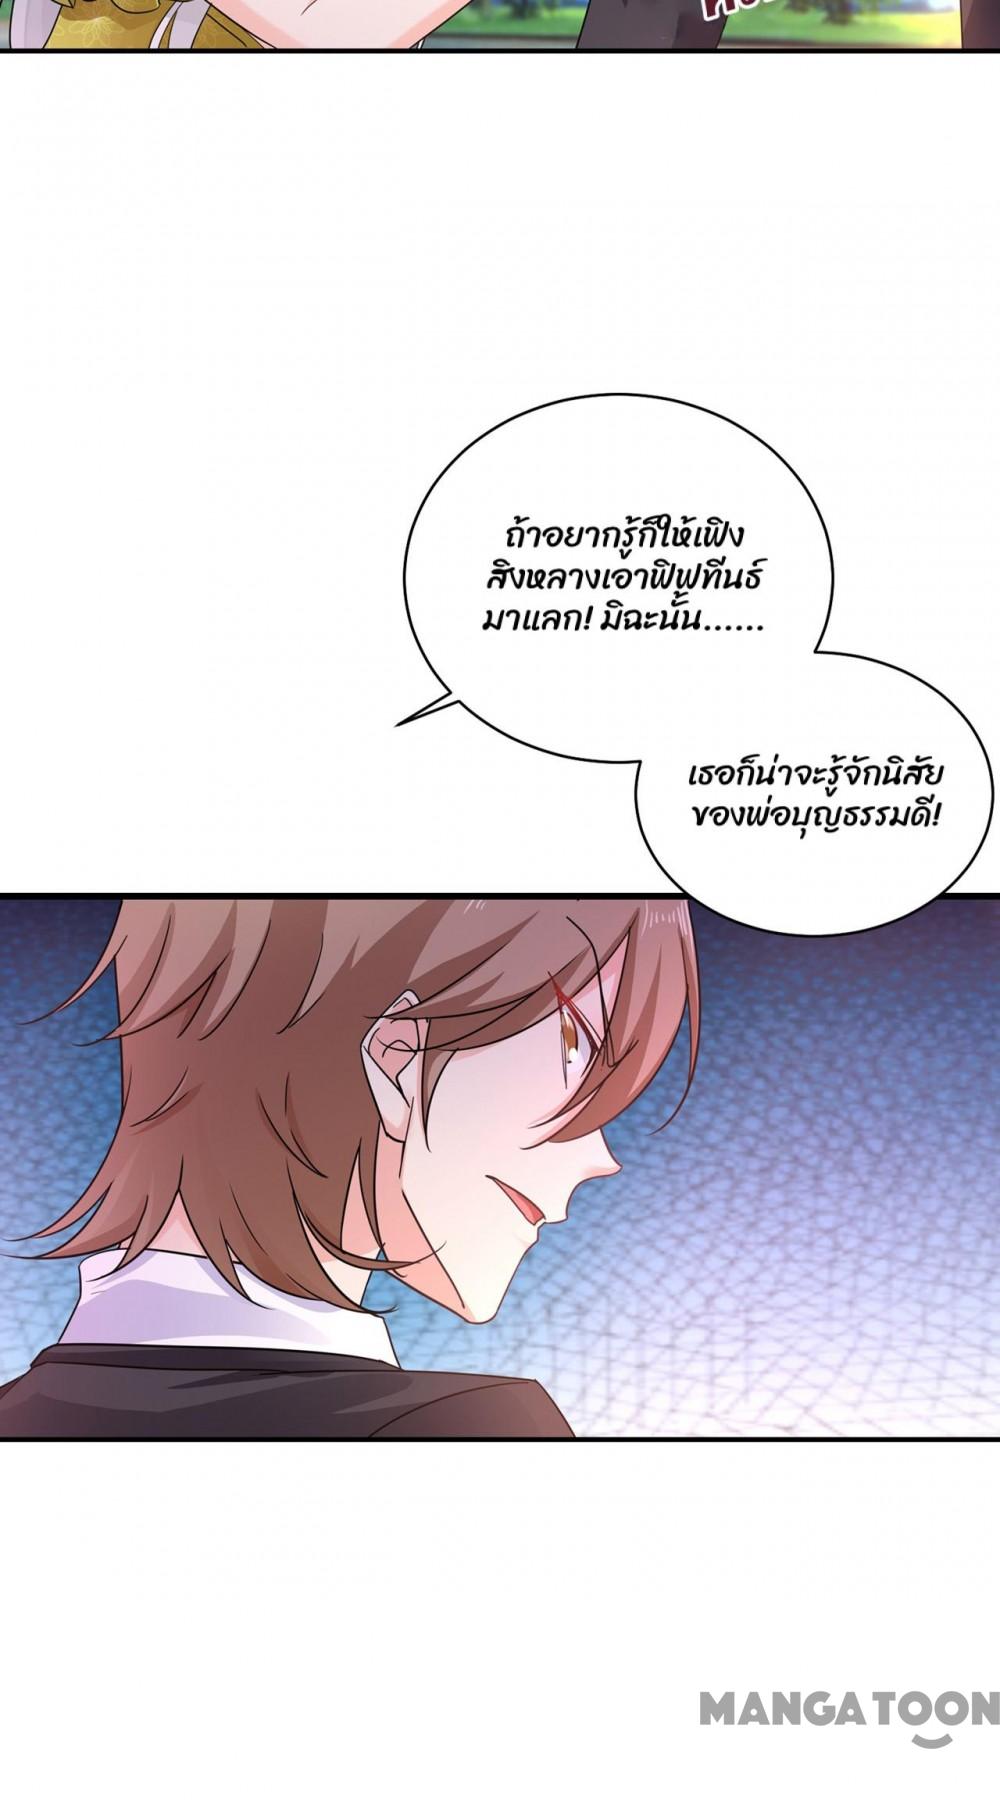 ถ้าอยากรู้ก็ให้เฟิง
สิงหลางเอาฟิฟทีนธ์
มาแลก! มิฉะนั้น......
เธอก็น่าจะรู้จักนิสัย
ของพ่อบุญธรรมดี!
MANGATOON